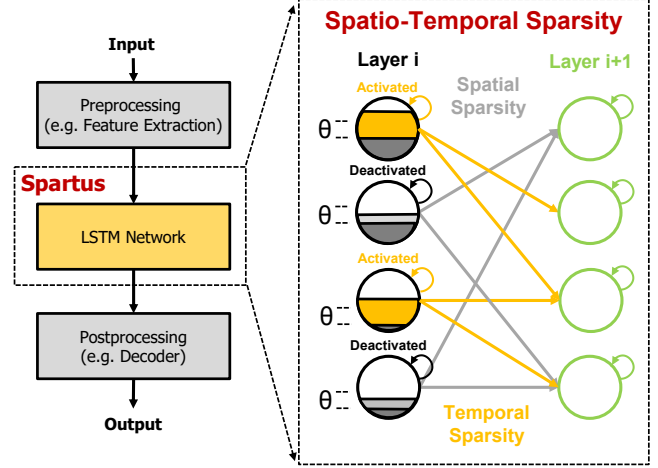 Input
Preprocessing
(e.g. Feature Extraction)
Spartus
LSTM Network
Postprocessing
(e.g. Decoder)
Output
Spatio-Temporal Sparsity
Layer i
Layer i+1
Activated
Spatial
Sparsity
θ
Deactivated
θ
Activated
θ
Deactivated
θ
Temporal
Sparsity